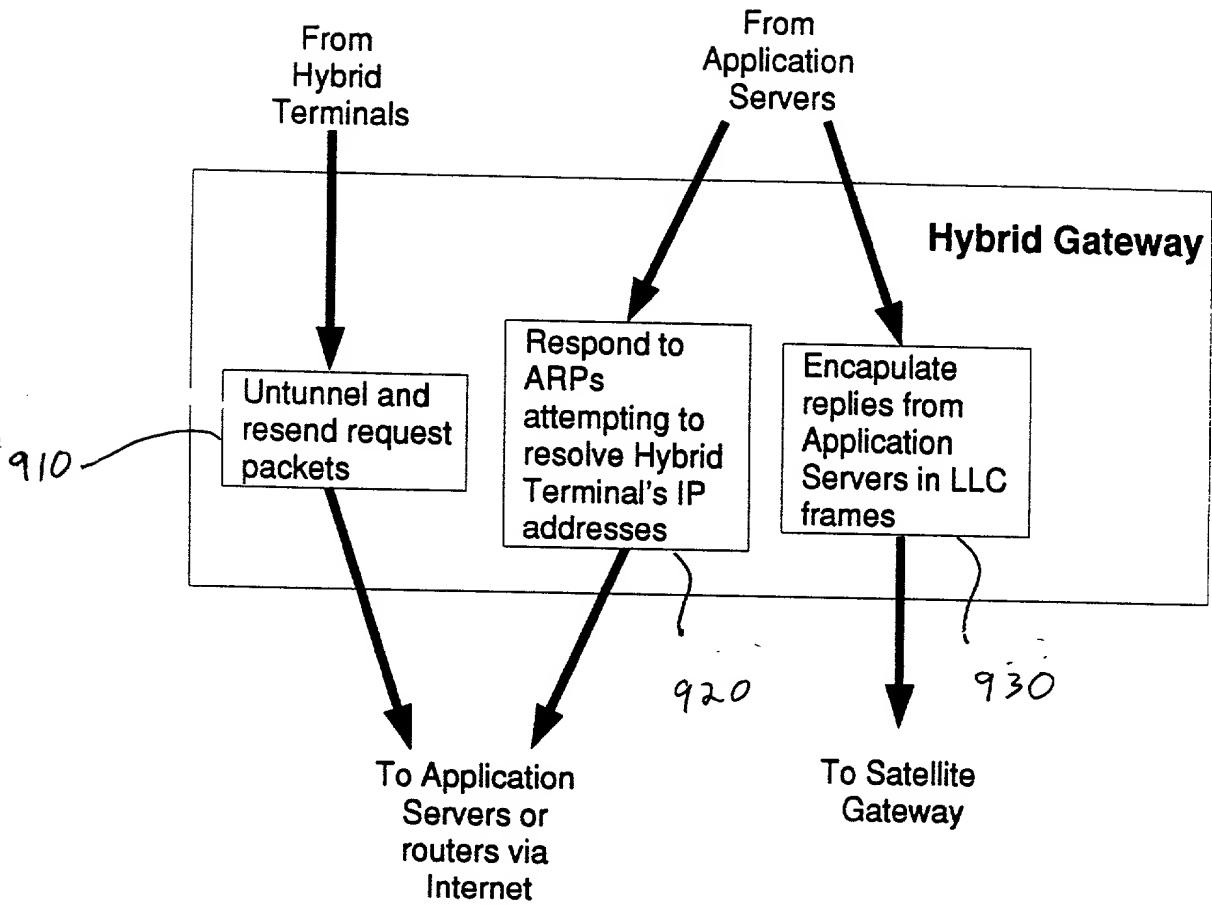 From
Hybrid
Terminals
From
Application
Servers
Hybrid Gateway
Untunnel and
resend request
packets
Respond to
ARPs
attempting to
resolve Hybrid
Terminal's IP
addresses
Encapulate
replies from
Application
Servers in LLC
frames
910
920
930
To Application
Servers or
routers via
Internet
To Satellite
Gateway